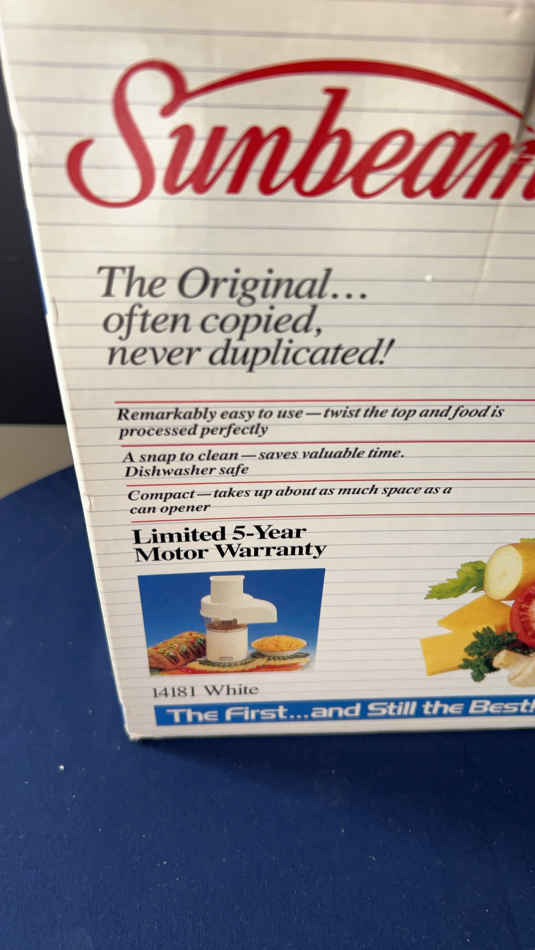 Sunbeam
The Original...
often copied,
never duplicated!
Remarkably easy to use — twist the top and food is
processed perfectly
A snap to clean — saves valuable time.
Dishwasher safe
Compact — takes up about as much space as a
can opener
Limited 5-Year
Motor Warranty
14181 White
The First...and Still the Best!